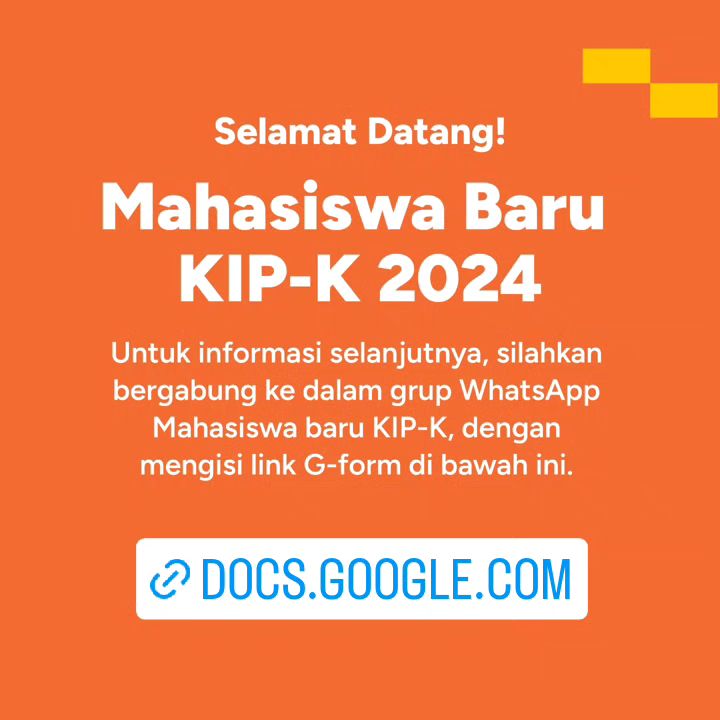 Selamat Datang!
Mahasiswa Baru
KIP-K 2024
Untuk informasi selanjutnya, silahkan
bergabung ke dalam grup WhatsApp
Mahasiswa baru KIP-K, dengan
mengisi link G-form di bawah ini.
DOCS.GOOGLE.COM